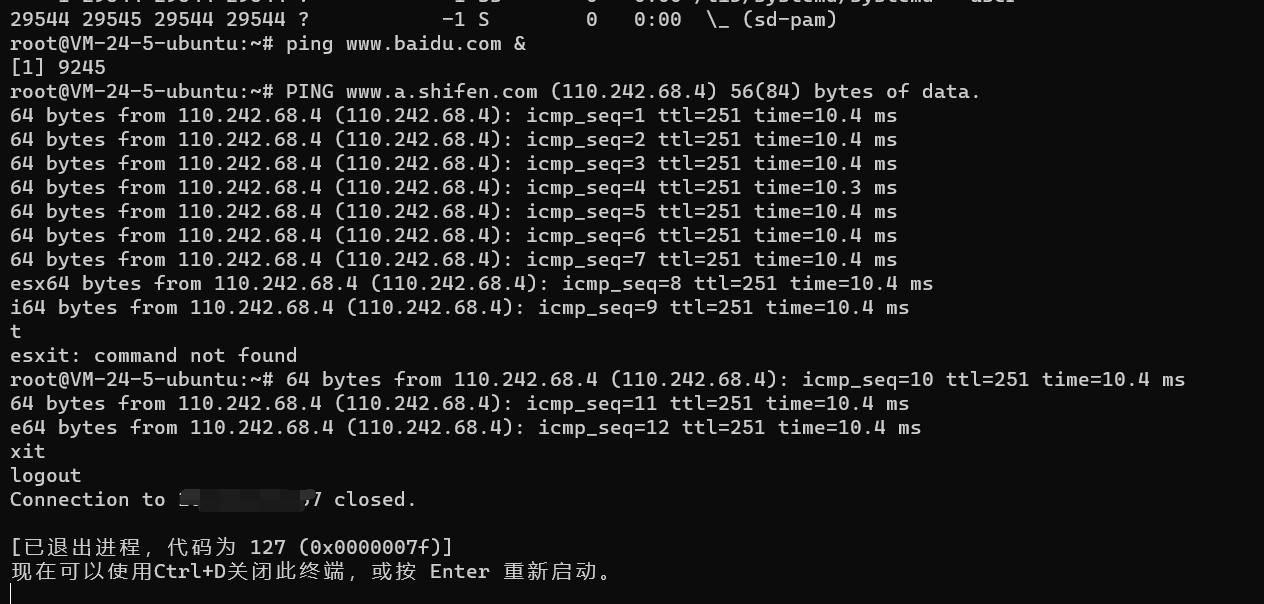 29544 29545 29544 29544 ? -1 S 0 0:00 \_ (sd-pam)
root@VM-24-5-ubuntu:~# ping www.baidu.com &
[1] 9245
root@VM-24-5-ubuntu:~# PING www.a.shifen.com (110.242.68.4) 56(84) bytes of data.
64 bytes from 110.242.68.4 (110.242.68.4): icmp_seq=1 ttl=251 time=10.4 ms
64 bytes from 110.242.68.4 (110.242.68.4): icmp_seq=2 ttl=251 time=10.4 ms
64 bytes from 110.242.68.4 (110.242.68.4): icmp_seq=3 ttl=251 time=10.4 ms
64 bytes from 110.242.68.4 (110.242.68.4): icmp_seq=4 ttl=251 time=10.3 ms
64 bytes from 110.242.68.4 (110.242.68.4): icmp_seq=5 ttl=251 time=10.4 ms
64 bytes from 110.242.68.4 (110.242.68.4): icmp_seq=6 ttl=251 time=10.4 ms
64 bytes from 110.242.68.4 (110.242.68.4): icmp_seq=7 ttl=251 time=10.4 ms
esx64 bytes from 110.242.68.4 (110.242.68.4): icmp_seq=8 ttl=251 time=10.4 ms
i64 bytes from 110.242.68.4 (110.242.68.4): icmp_seq=9 ttl=251 time=10.4 ms
t
esxit: command not found
root@VM-24-5-ubuntu:~# 64 bytes from 110.242.68.4 (110.242.68.4): icmp_seq=10 ttl=251 time=10.4 ms
64 bytes from 110.242.68.4 (110.242.68.4): icmp_seq=11 ttl=251 time=10.4 ms
e64 bytes from 110.242.68.4 (110.242.68.4): icmp_seq=12 ttl=251 time=10.4 ms
xit
logout
Connection to closed.
[已退出进程，代码为 127 (0x0000007f)]
现在可以使用Ctrl+D关闭此终端，或按 Enter 重新启动。